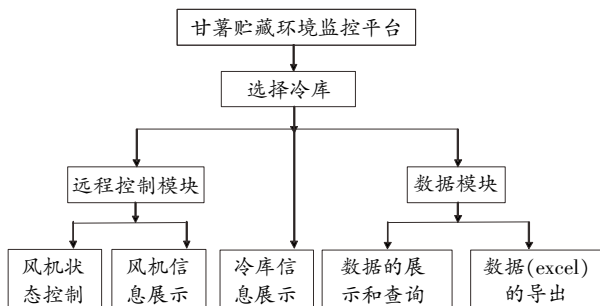 甘薯贮藏环境监控平台
选择冷库
远程控制模块
数据模块
风机状
态控制
风机信
息展示
冷库信
息展示
数据的展
示和查询
数据(excel)
的导出